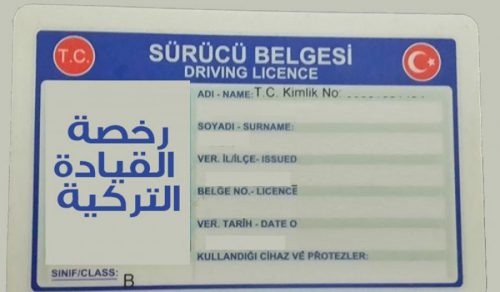 T.C.
SÜRÜCÜ BELGESİ
DRIVING LICENCE
ADI - NAME: T.C. Kimlik No:
رخصة
القيادة
التركية
SOYADI - SURNAME:
VER. İL/İLÇE- ISSUED
BELGE NO.- LICENCE
VER. TARİH - DATE O
KULLANDIĞI CİHAZ VE PROTEZLER:
SINIF/CLASS: B